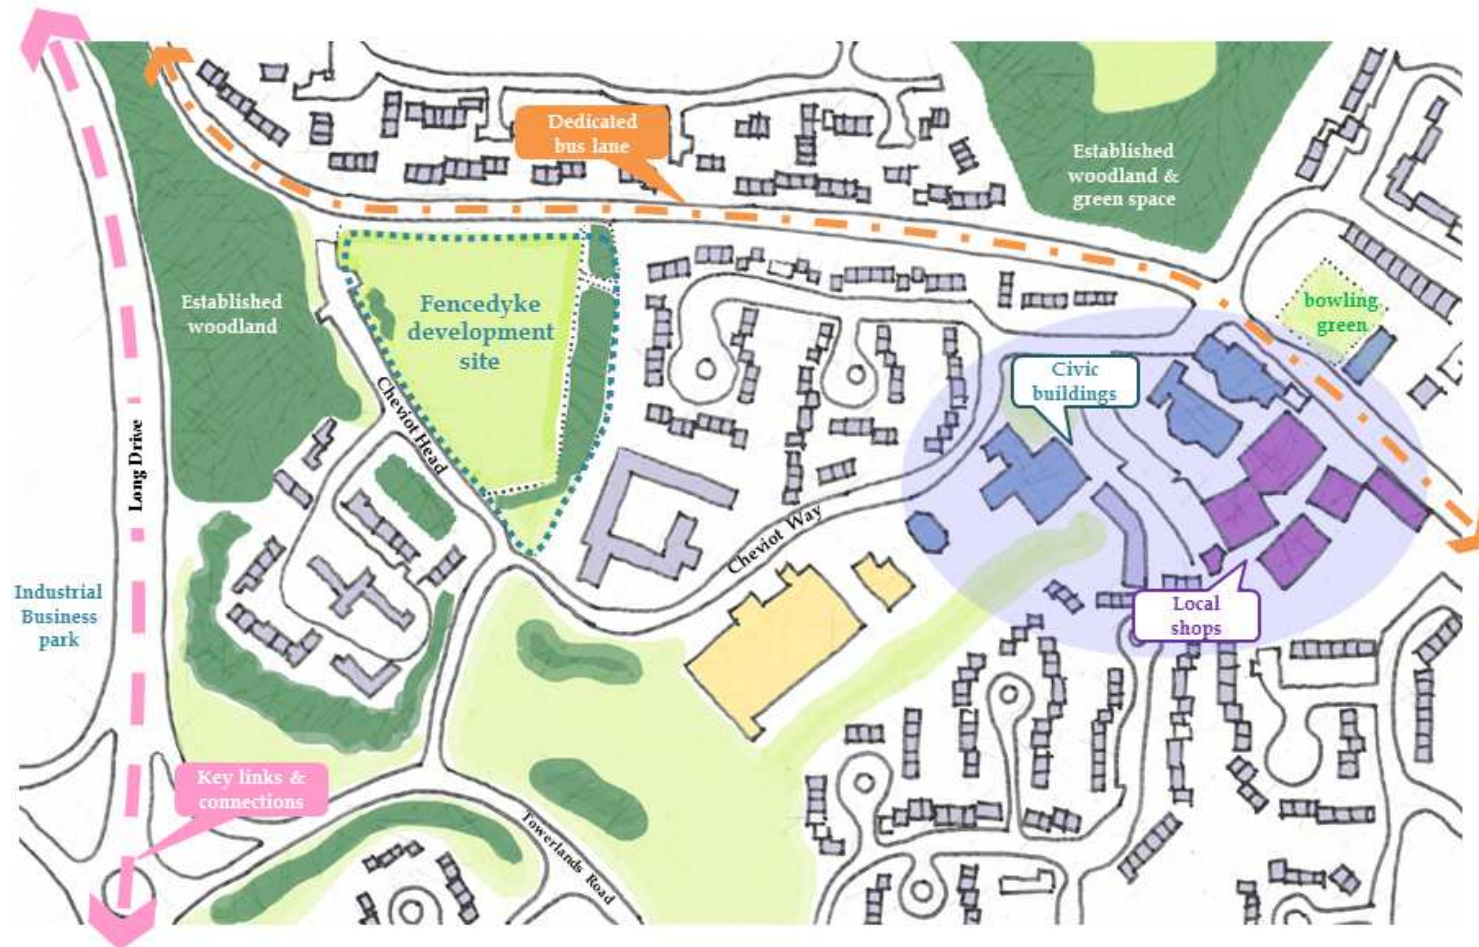 Dedicated
bus lane
Established
woodland &
green space
Established
woodland
Fencedyke
development
site
bowling
green
Civic
buildings
Cheviot Head
Long Drive
Cheviot Way
Industrial
Business
park
Local
shops
Key links &
connections
Towerlands Road